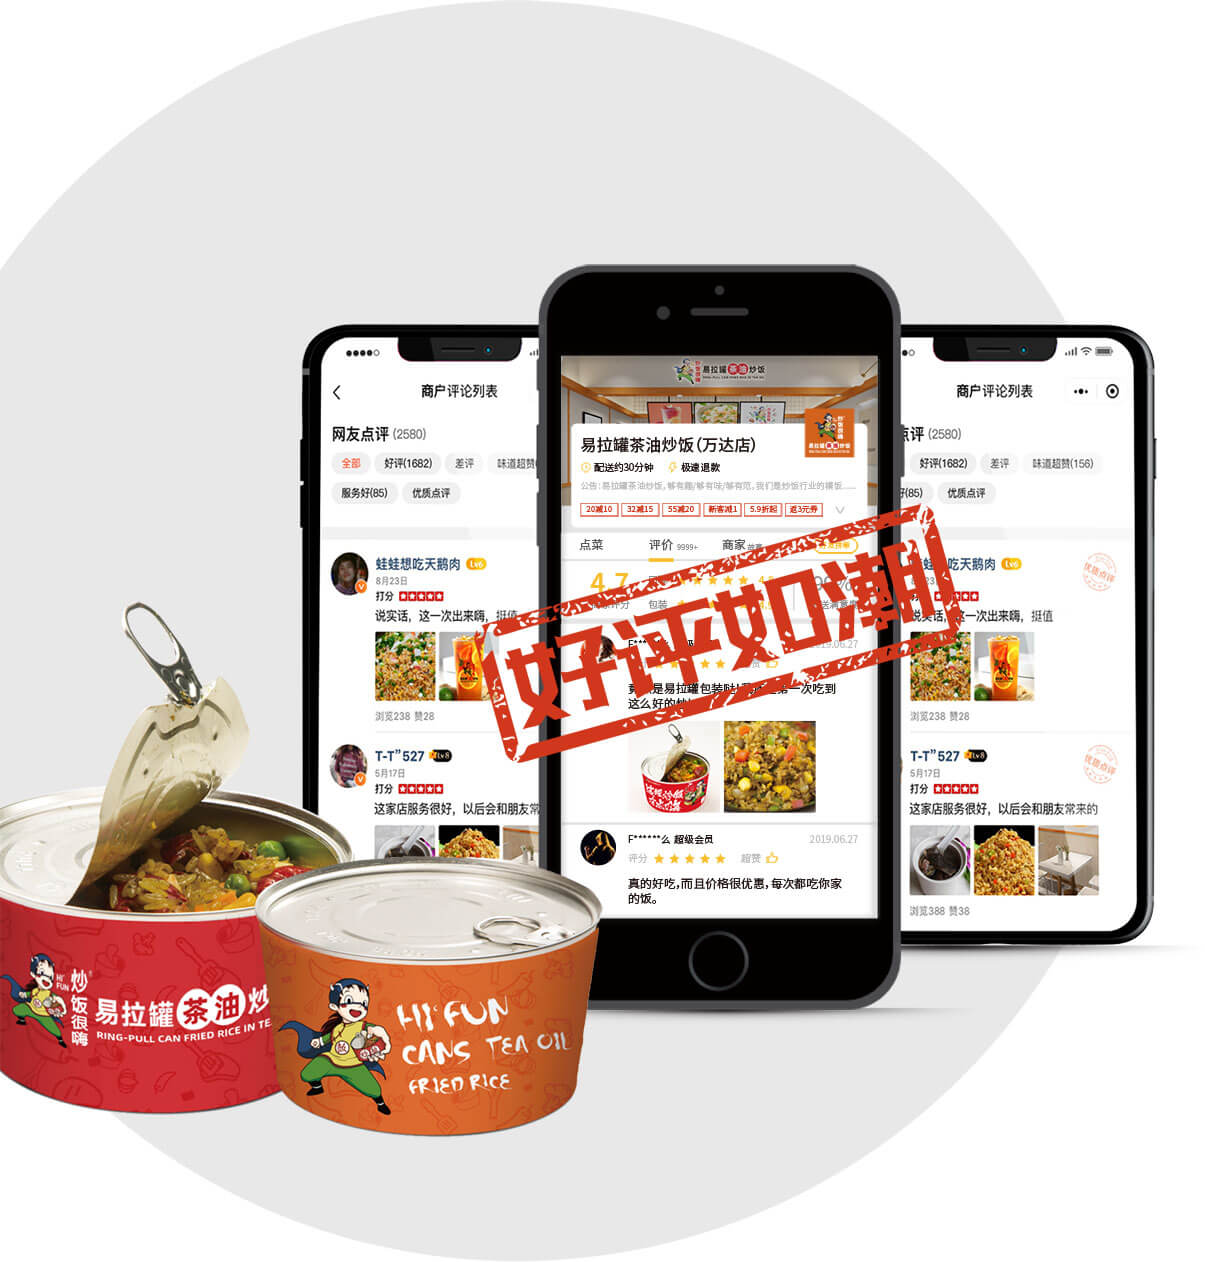 商户评论列表
网友点评 (2580)
全部
好评(1682)
差评
味道超赞
服务好(85)
优质点评
蛙蛙想吃天鹅肉
Lv6
8月23日
打分
说实话，这一次出来嗨，挺值
浏览238 赞28
T-T” 527
Lv8
5月17日
打分
这家店服务很好，以后会和朋友常
易拉罐茶油炒饭
易拉罐茶油炒饭（万达店）
配送约30分钟
极速退款
公告：易拉罐茶油炒饭，够有趣/够有味/够有范，我们是炒饭行业的
20减10
32减15
55减20
新客减1
5.9折起
返3元券
点菜
评价 9999+
商家
4.7
包装
2019.06.27
好评如潮
是易拉罐包装哒！
第一次吃到
这么好的
F******么 超级会员
2019.06.27
评分
超赞
真的好吃，而且价格很优惠，每次都吃你家
的饭。
商户评论列表
点评 (2580)
好评(1682)
差评
味道超赞(156)
(85)
优质点评
想吃天鹅肉
Lv6
优质点评
说实话，这一次出来嗨，挺值
浏览238 赞28
T-T” 527
Lv8
5月17日
优质点评
打分
这家店服务很好，以后会和朋友常来的
浏览388 赞38
HI' FUN
炒饭很嗨
易拉罐茶油炒
RING-PULL CAN FRIED RICE IN TE
HI' FUN
CANS TEA OIL
FRIED RICE